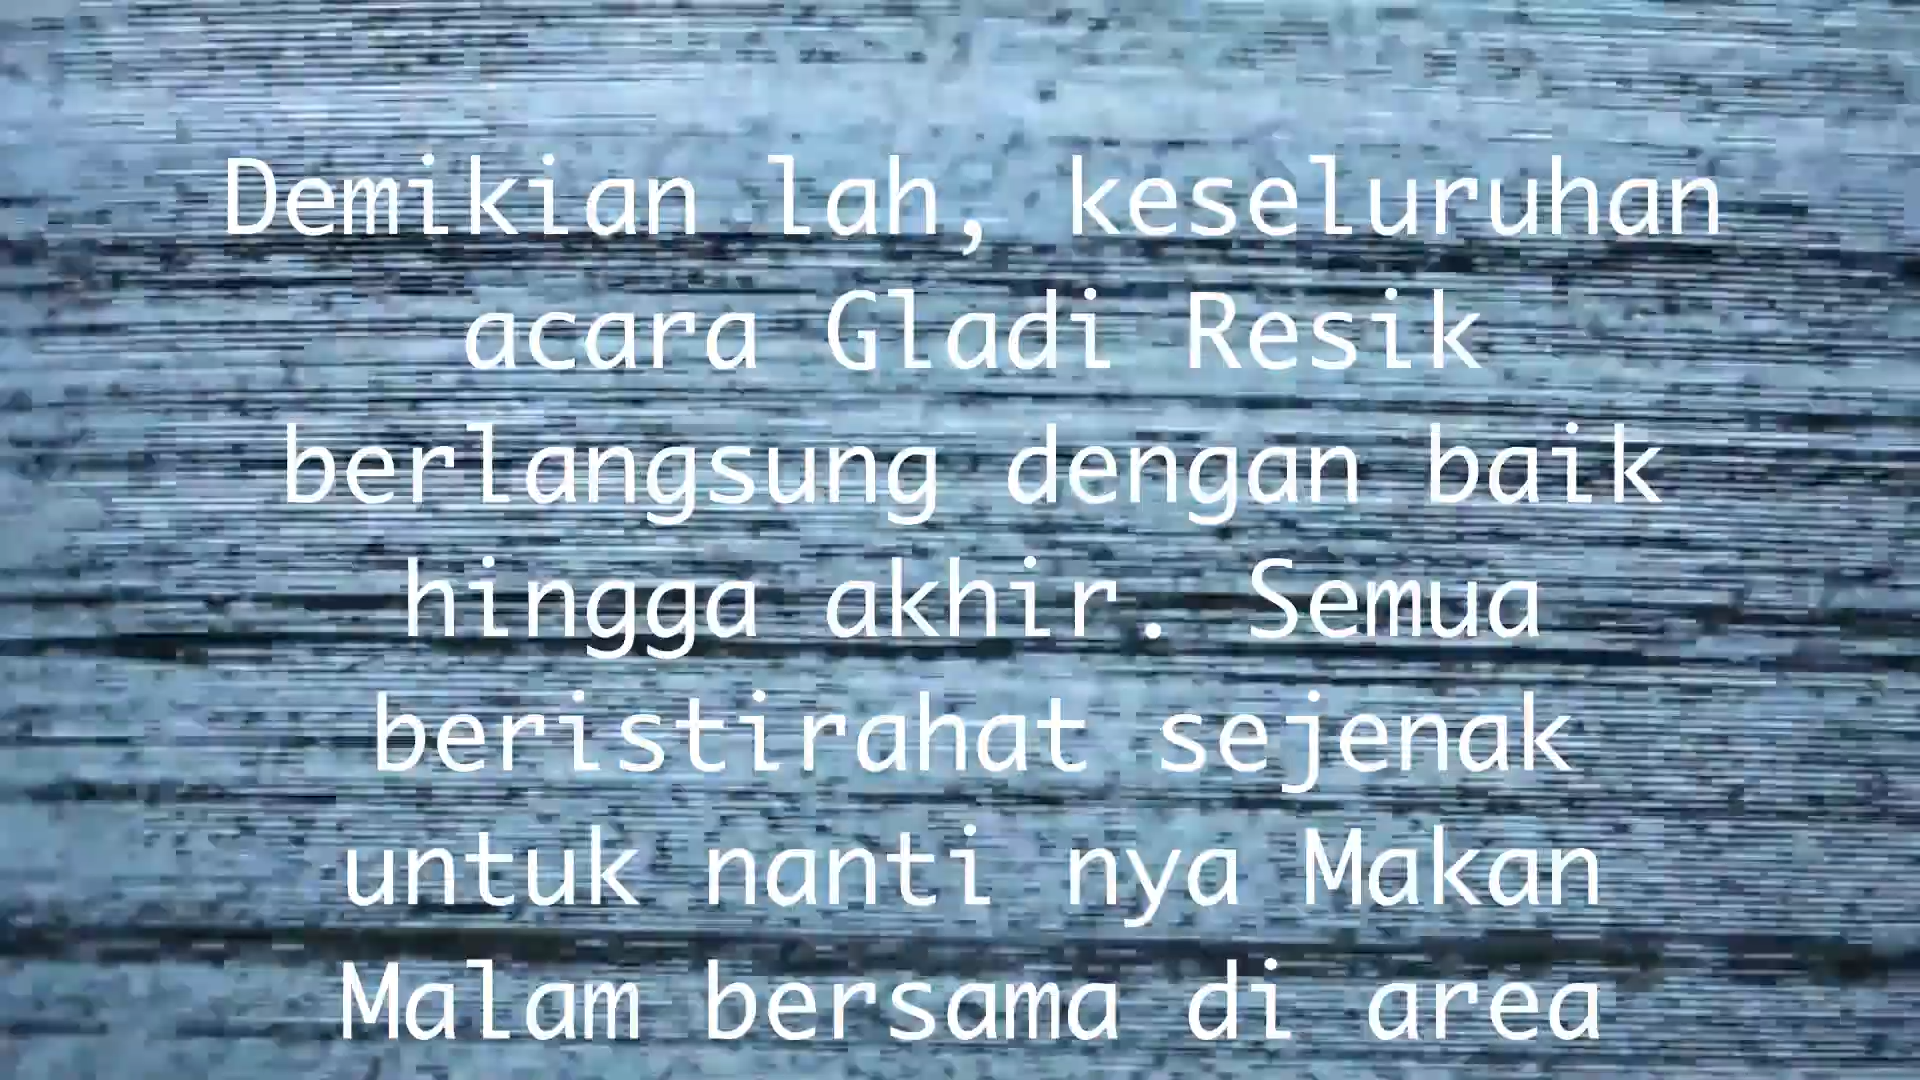 Demikian lah, keseluruhan
acara Gladi Resik
berlangsung dengan baik
hingga akhir. Semua
beristirahat sejenak
untuk nanti nya Makan
Malam bersama di area